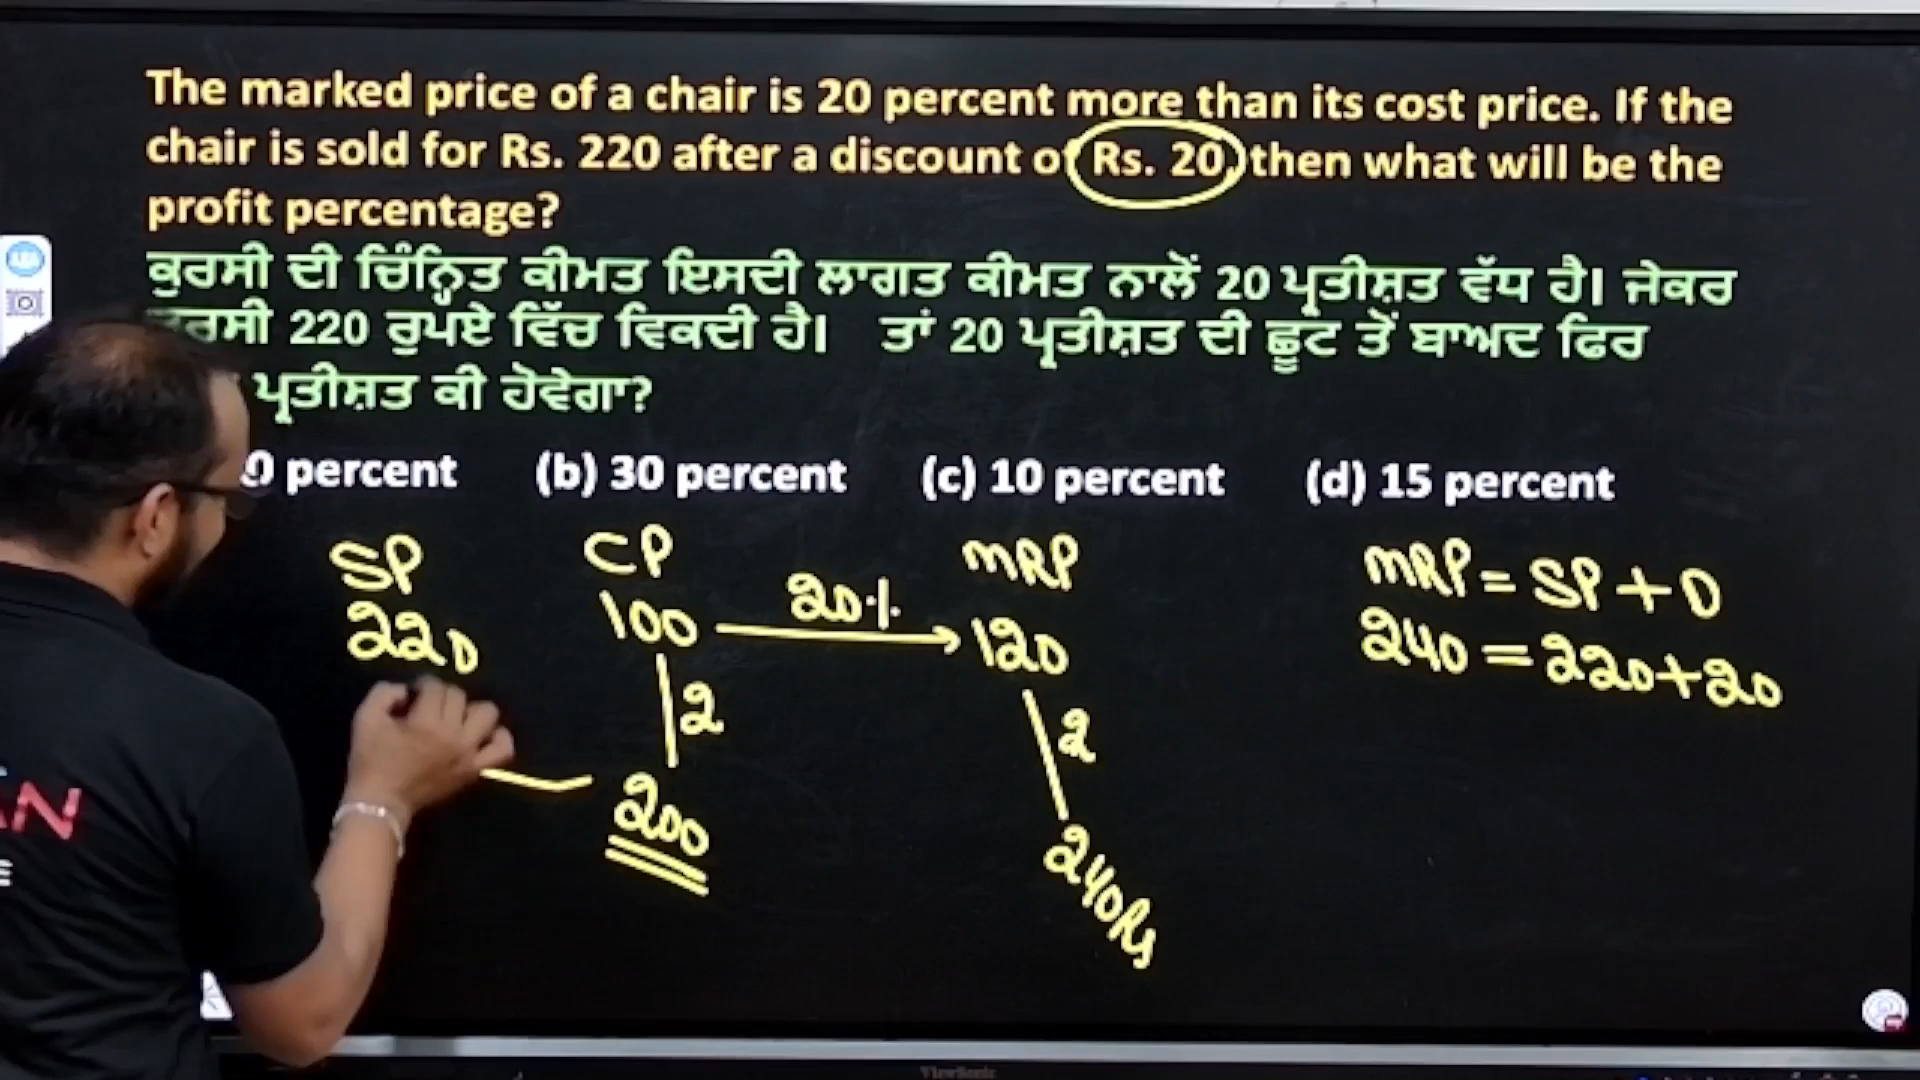 The marked price of a chair is 20 percent more than its cost price. If the
chair is sold for Rs. 220 after a discount of Rs. 20, then what will be the
profit percentage?
ਕੁਰਸੀ ਦੀ ਚਿੰਨ੍ਹਿਤ ਕੀਮਤ ਇਸਦੀ ਲਾਗਤ ਕੀਮਤ ਨਾਲੋਂ 20 ਪ੍ਰਤੀਸ਼ਤ ਵੱਧ ਹੈ। ਜੇਕਰ
220 ਰੁਪਏ ਵਿੱਚ ਵਿਕਦੀ ਹੈ। ਤਾਂ 20 ਪ੍ਰਤੀਸ਼ਤ ਦੀ ਛੂਟ ਤੋਂ ਬਾਅਦ ਫਿਰ
ਪ੍ਰਤੀਸ਼ਤ ਕੀ ਹੋਵੇਗਾ?
0 percent (b) 30 percent (c) 10 percent (d) 15 percent
SP CP MRP MRP = SP + D
220 100 20% 120 240 = 220+20
2 2
200
240Rs
ViewSonic